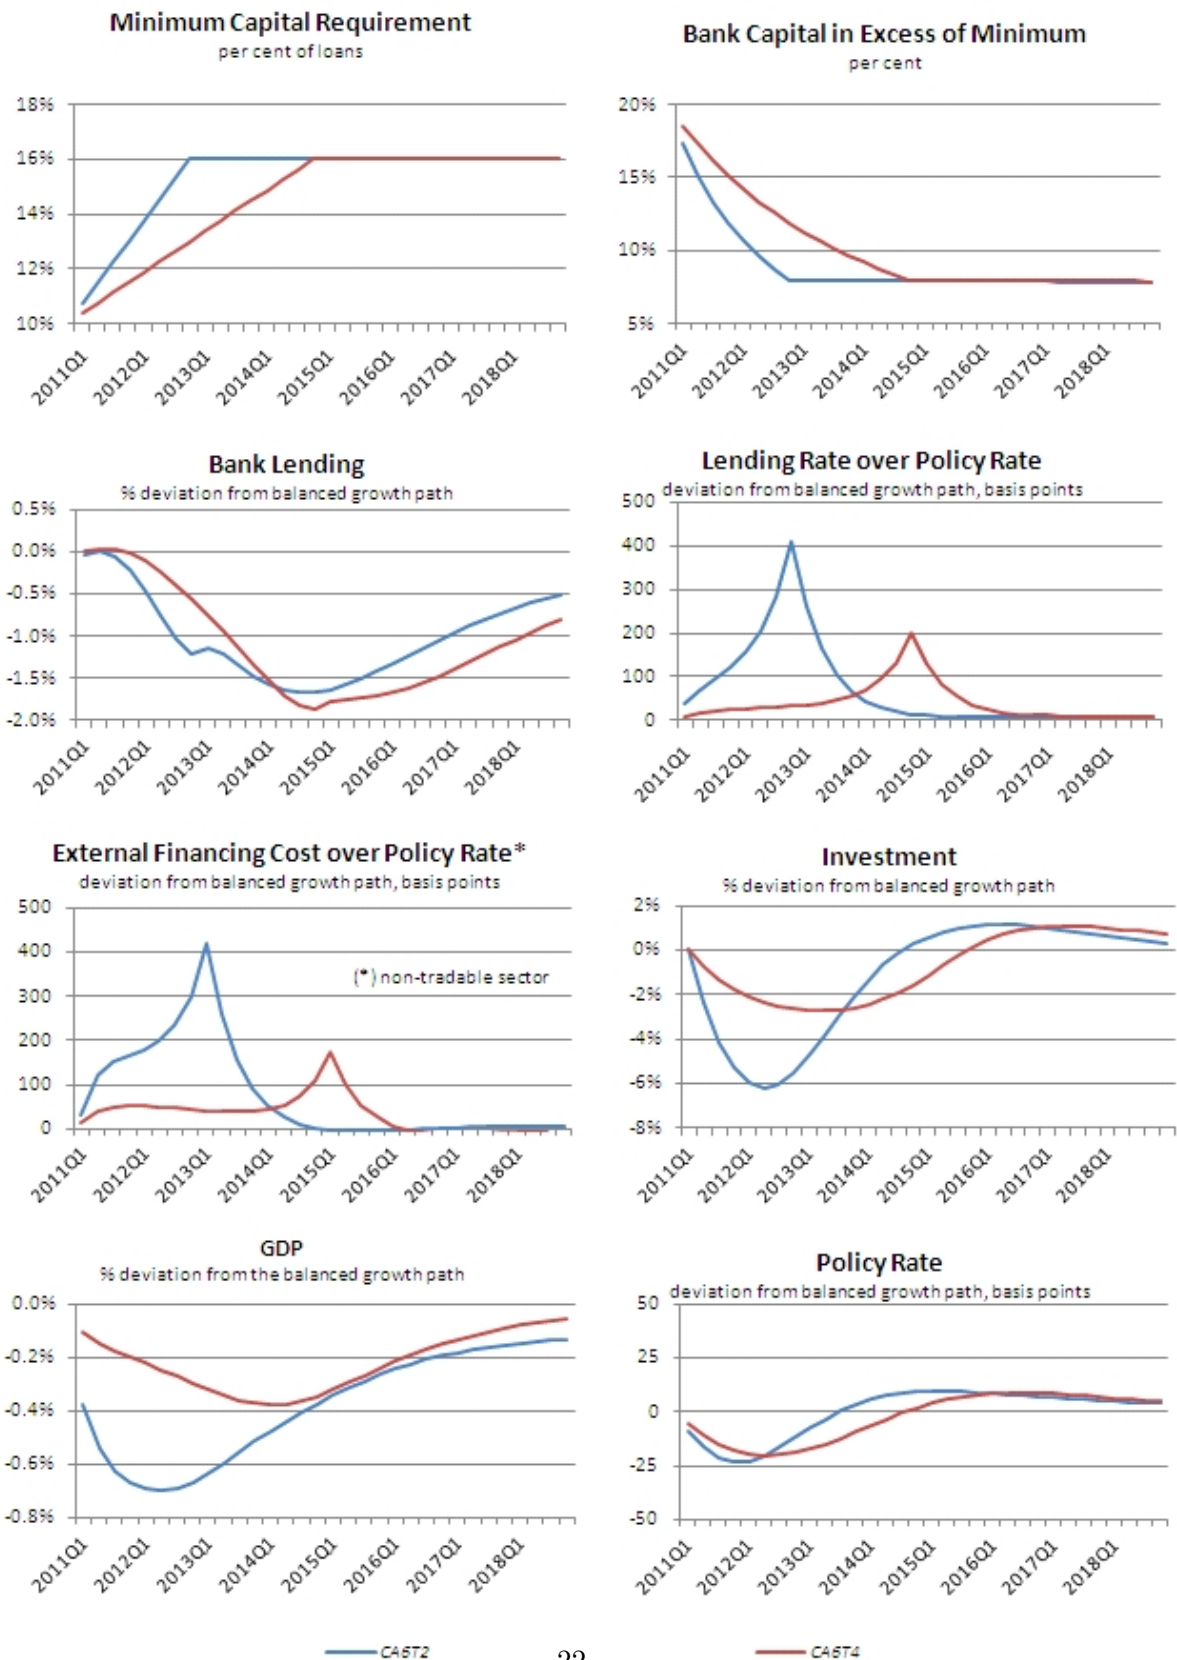 Minimum Capital Requirement
per cent of loans
18%
16%
14%
12%
10%
2011Q1 2012Q1 2013Q1 2014Q1 2015Q1 2016Q1 2017Q1 2018Q1
Bank Capital in Excess of Minimum
per cent
20%
15%
10%
5%
2011Q1 2012Q1 2013Q1 2014Q1 2015Q1 2016Q1 2017Q1 2018Q1
Bank Lending
% deviation from balanced growth path
0.5%
0.0%
-0.5%
-1.0%
-1.5%
-2.0%
2011Q1 2012Q1 2013Q1 2014Q1 2015Q1 2016Q1 2017Q1 2018Q1
Lending Rate over Policy Rate
deviation from balanced growth path, basis points
500
400
300
200
100
0
2011Q1 2012Q1 2013Q1 2014Q1 2015Q1 2016Q1 2017Q1 2018Q1
External Financing Cost over Policy Rate*
deviation from balanced growth path, basis points
500
400
300
200
100
0
(*) non-tradable sector
2011Q1 2012Q1 2013Q1 2014Q1 2015Q1 2016Q1 2017Q1 2018Q1
Investment
% deviation from balanced growth path
2%
0%
-2%
-4%
-6%
-8%
2011Q1 2012Q1 2013Q1 2014Q1 2015Q1 2016Q1 2017Q1 2018Q1
GDP
% deviation from the balanced growth path
0.0%
-0.2%
-0.4%
-0.6%
-0.8%
2011Q1 2012Q1 2013Q1 2014Q1 2015Q1 2016Q1 2017Q1 2018Q1
Policy Rate
deviation from balanced growth path, basis points
50
25
0
-25
-50
2011Q1 2012Q1 2013Q1 2014Q1 2015Q1 2016Q1 2017Q1 2018Q1
CA6T2
CA6T4